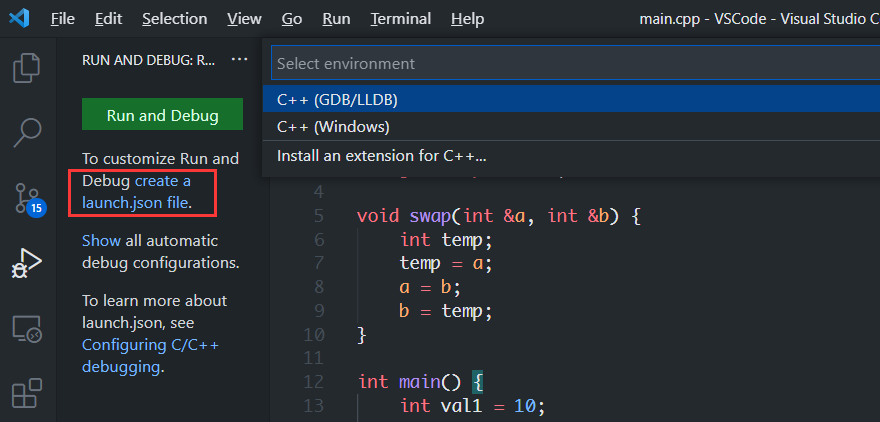 File Edit Selection View Go Run Terminal Help main.cpp - VSCode - Visual Studio C
RUN AND DEBUG: R... ...
Run and Debug
To customize Run and
Debug create a
launch.json file.
Show all automatic
debug configurations.
To learn more about
launch.json, see
Configuring C/C++
debugging.
15
Select environment
C++ (GDB/LLDB)
C++ (Windows)
Install an extension for C++...
4
5 void swap(int &a, int &b) {
6 int temp;
7 temp = a;
8 a = b;
9 b = temp;
10 }
11
12 int main() {
13 int val1 = 10;